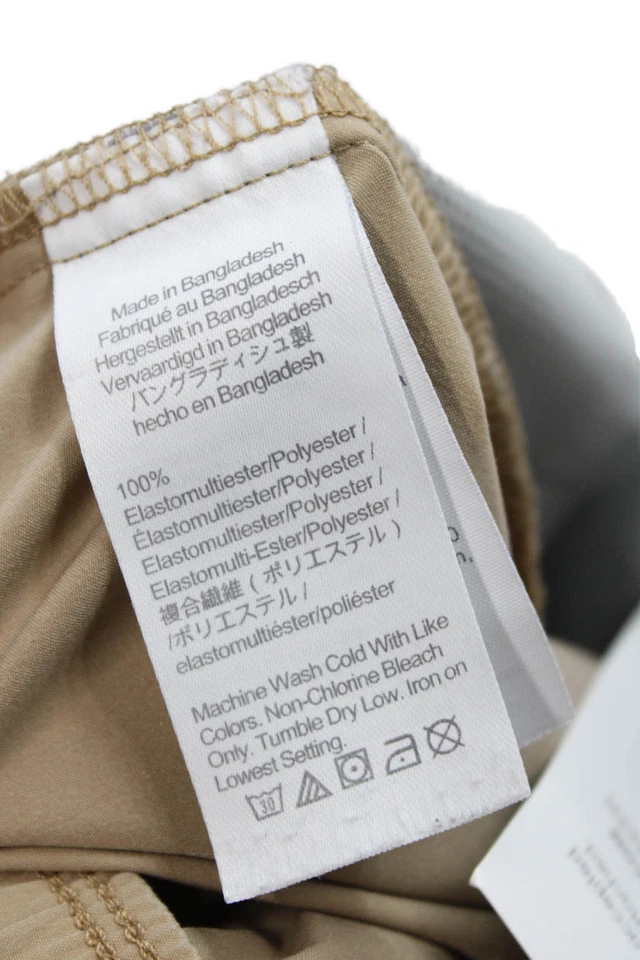 Made in Bangladesh
Fabriqué au Bangladesh
Hergestellt in Bangladesch
Vervaardigd in Bangladesh
バングラディシュ製
hecho en Bangladesh
100%
Elastomultiester/Polyester /
Élastomultiester/Polyester /
Elastomultiester/Polyester /
Elastomulti-Ester/Polyester /
複合繊維 ( ポリエステル )
/ポリエステル /
elastomultiéster/poliéster
Machine Wash Cold With Like
Colors. Non-Chlorine Bleach
Only. Tumble Dry Low. Iron on
Lowest Setting.
30